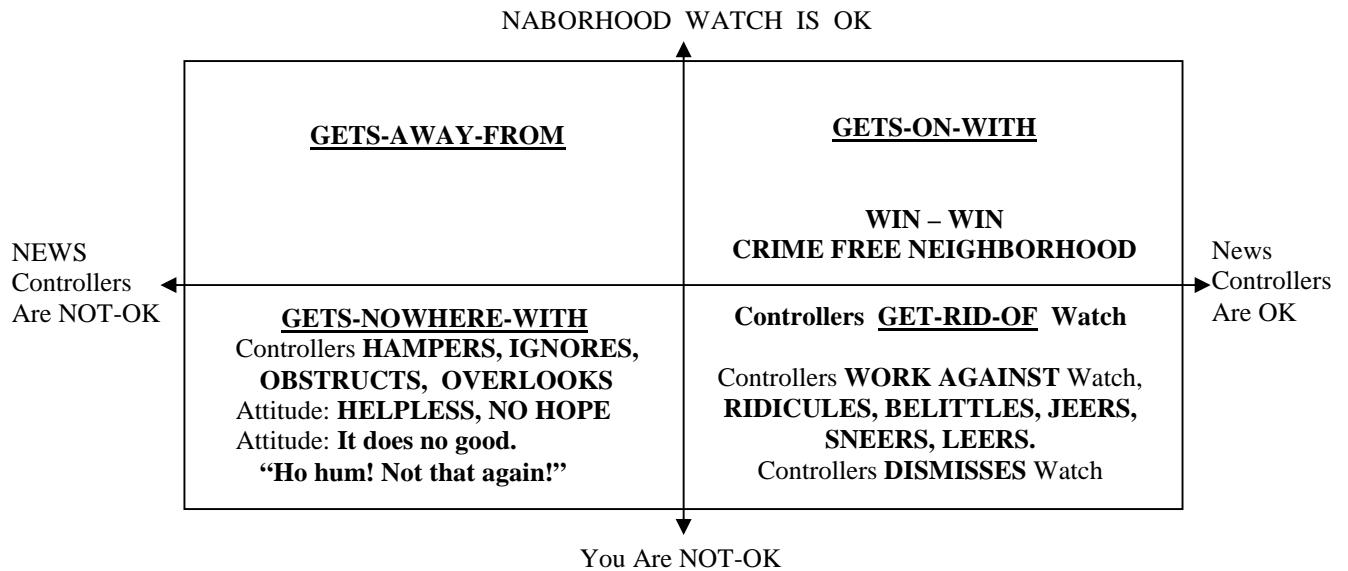 NABORHOOD WATCH IS OK
GETS-AWAY-FROM
GETS-ON-WITH
WIN – WIN
CRIME FREE NEIGHBORHOOD
NEWS
Controllers
Are NOT-OK
News
Controllers
Are OK
GETS-NOWHERE-WITH
Controllers HAMPERS, IGNORES,
OBSTRUCTS, OVERLOOKS
Attitude: HELPLESS, NO HOPE
Attitude: It does no good.
“Ho hum! Not that again!”
Controllers GET-RID-OF Watch
Controllers WORK AGAINST Watch,
RIDICULES, BELITTLES, JEERS,
SNEERS, LEERS.
Controllers DISMISSES Watch
You Are NOT-OK